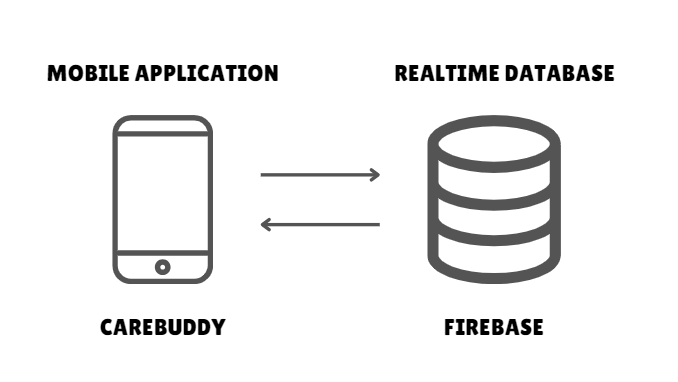 MOBILE APPLICATION
REALTIME DATABASE
CAREBUDDY
FIREBASE